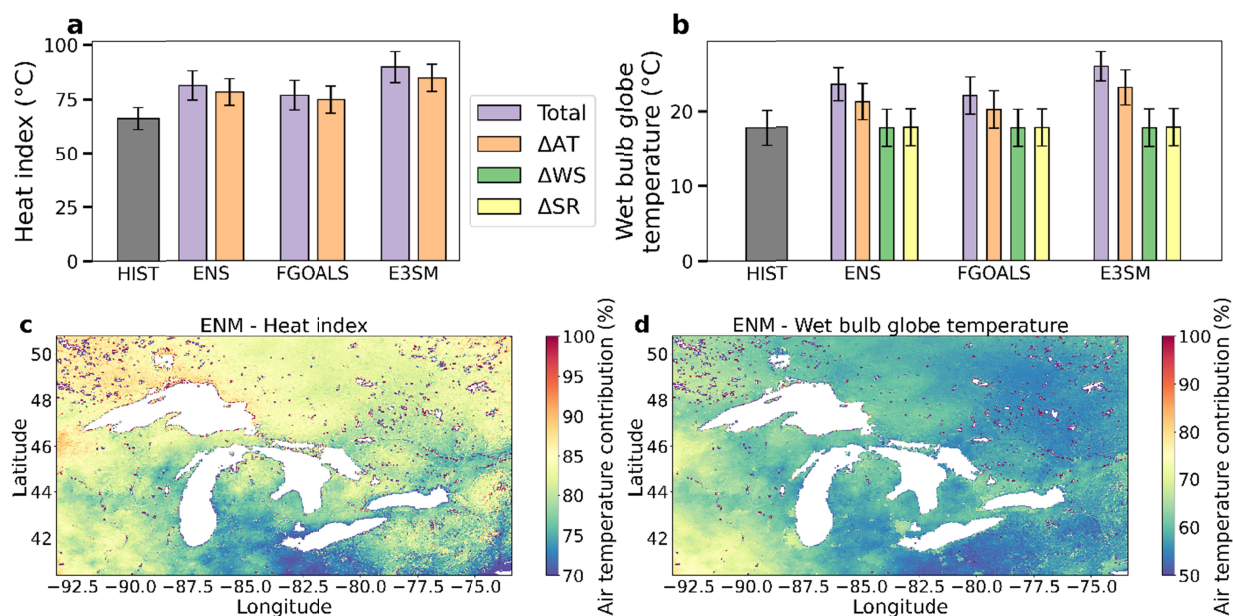 a
Heat index (°C)
100
75
50
25
0
HIST
ENS
FGOALS
E3SM
Total
ΔAT
ΔWS
ΔSR
b
Wet bulb globe
temperature (°C)
20
10
0
HIST
ENS
FGOALS
E3SM
c
ENM - Heat index
Latitude
50
48
46
44
42
−92.5 −90.0 −87.5 −85.0 −82.5 −80.0 −77.5 −75.0
Longitude
100
95
90
85
80
75
70
Air temperature contribution (%)
d
ENM - Wet bulb globe temperature
Latitude
50
48
46
44
42
−92.5 −90.0 −87.5 −85.0 −82.5 −80.0 −77.5 −75.0
Longitude
100
90
80
70
60
50
Air temperature contribution (%)